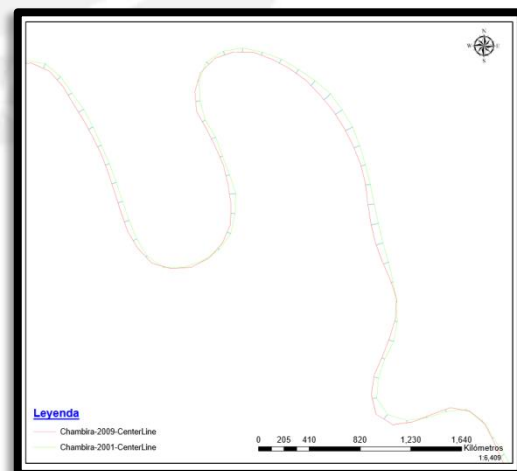 N
W E
S
Leyenda
Chambira-2009-CenterLine
Chambira-2001-CenterLine
0 205 410 820 1,230 1,640
Kilómetros
1:6,409